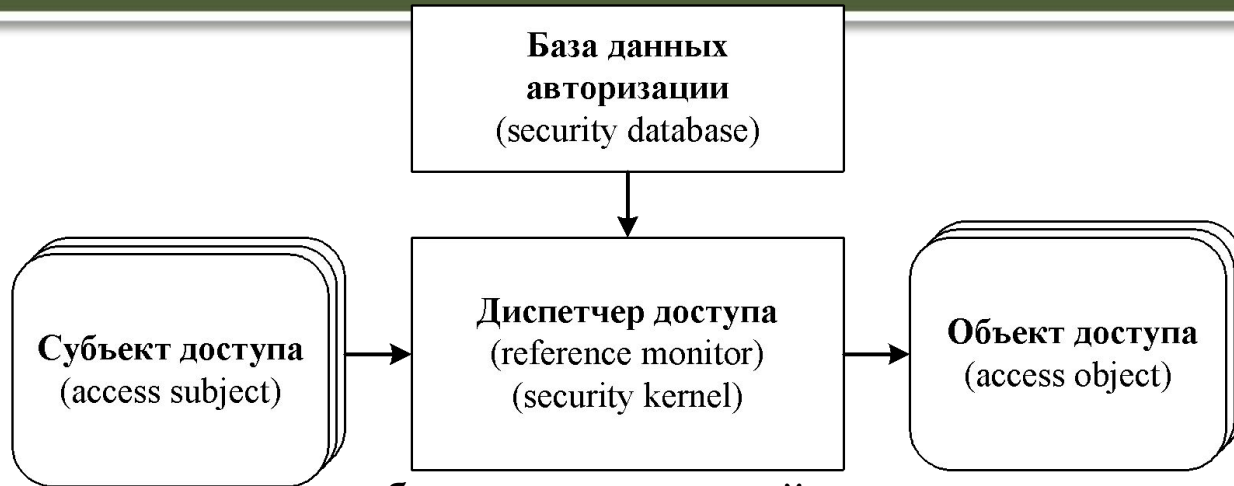 База данных
авторизации
(security database)
Субъект доступа
(access subject)
Диспетчер доступа
(reference monitor)
(security kernel)
Объект доступа
(access object)